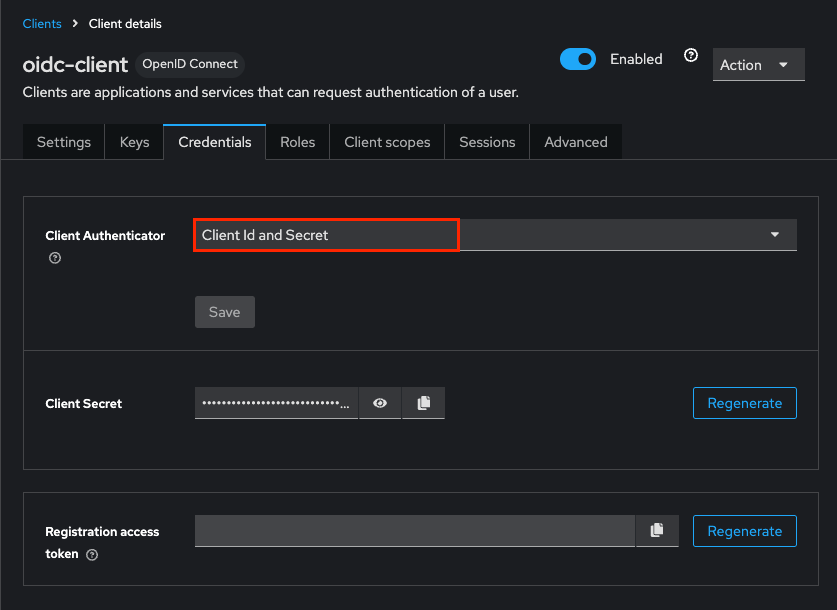 Clients > Client details
oidc-client OpenID Connect
Enabled
Action
Clients are applications and services that can request authentication of a user.
Settings Keys Credentials Roles Client scopes Sessions Advanced
Client Authenticator
Client Id and Secret
Save
Client Secret
••••••••••••••••••••••••••••...
Regenerate
Registration access
token
Regenerate